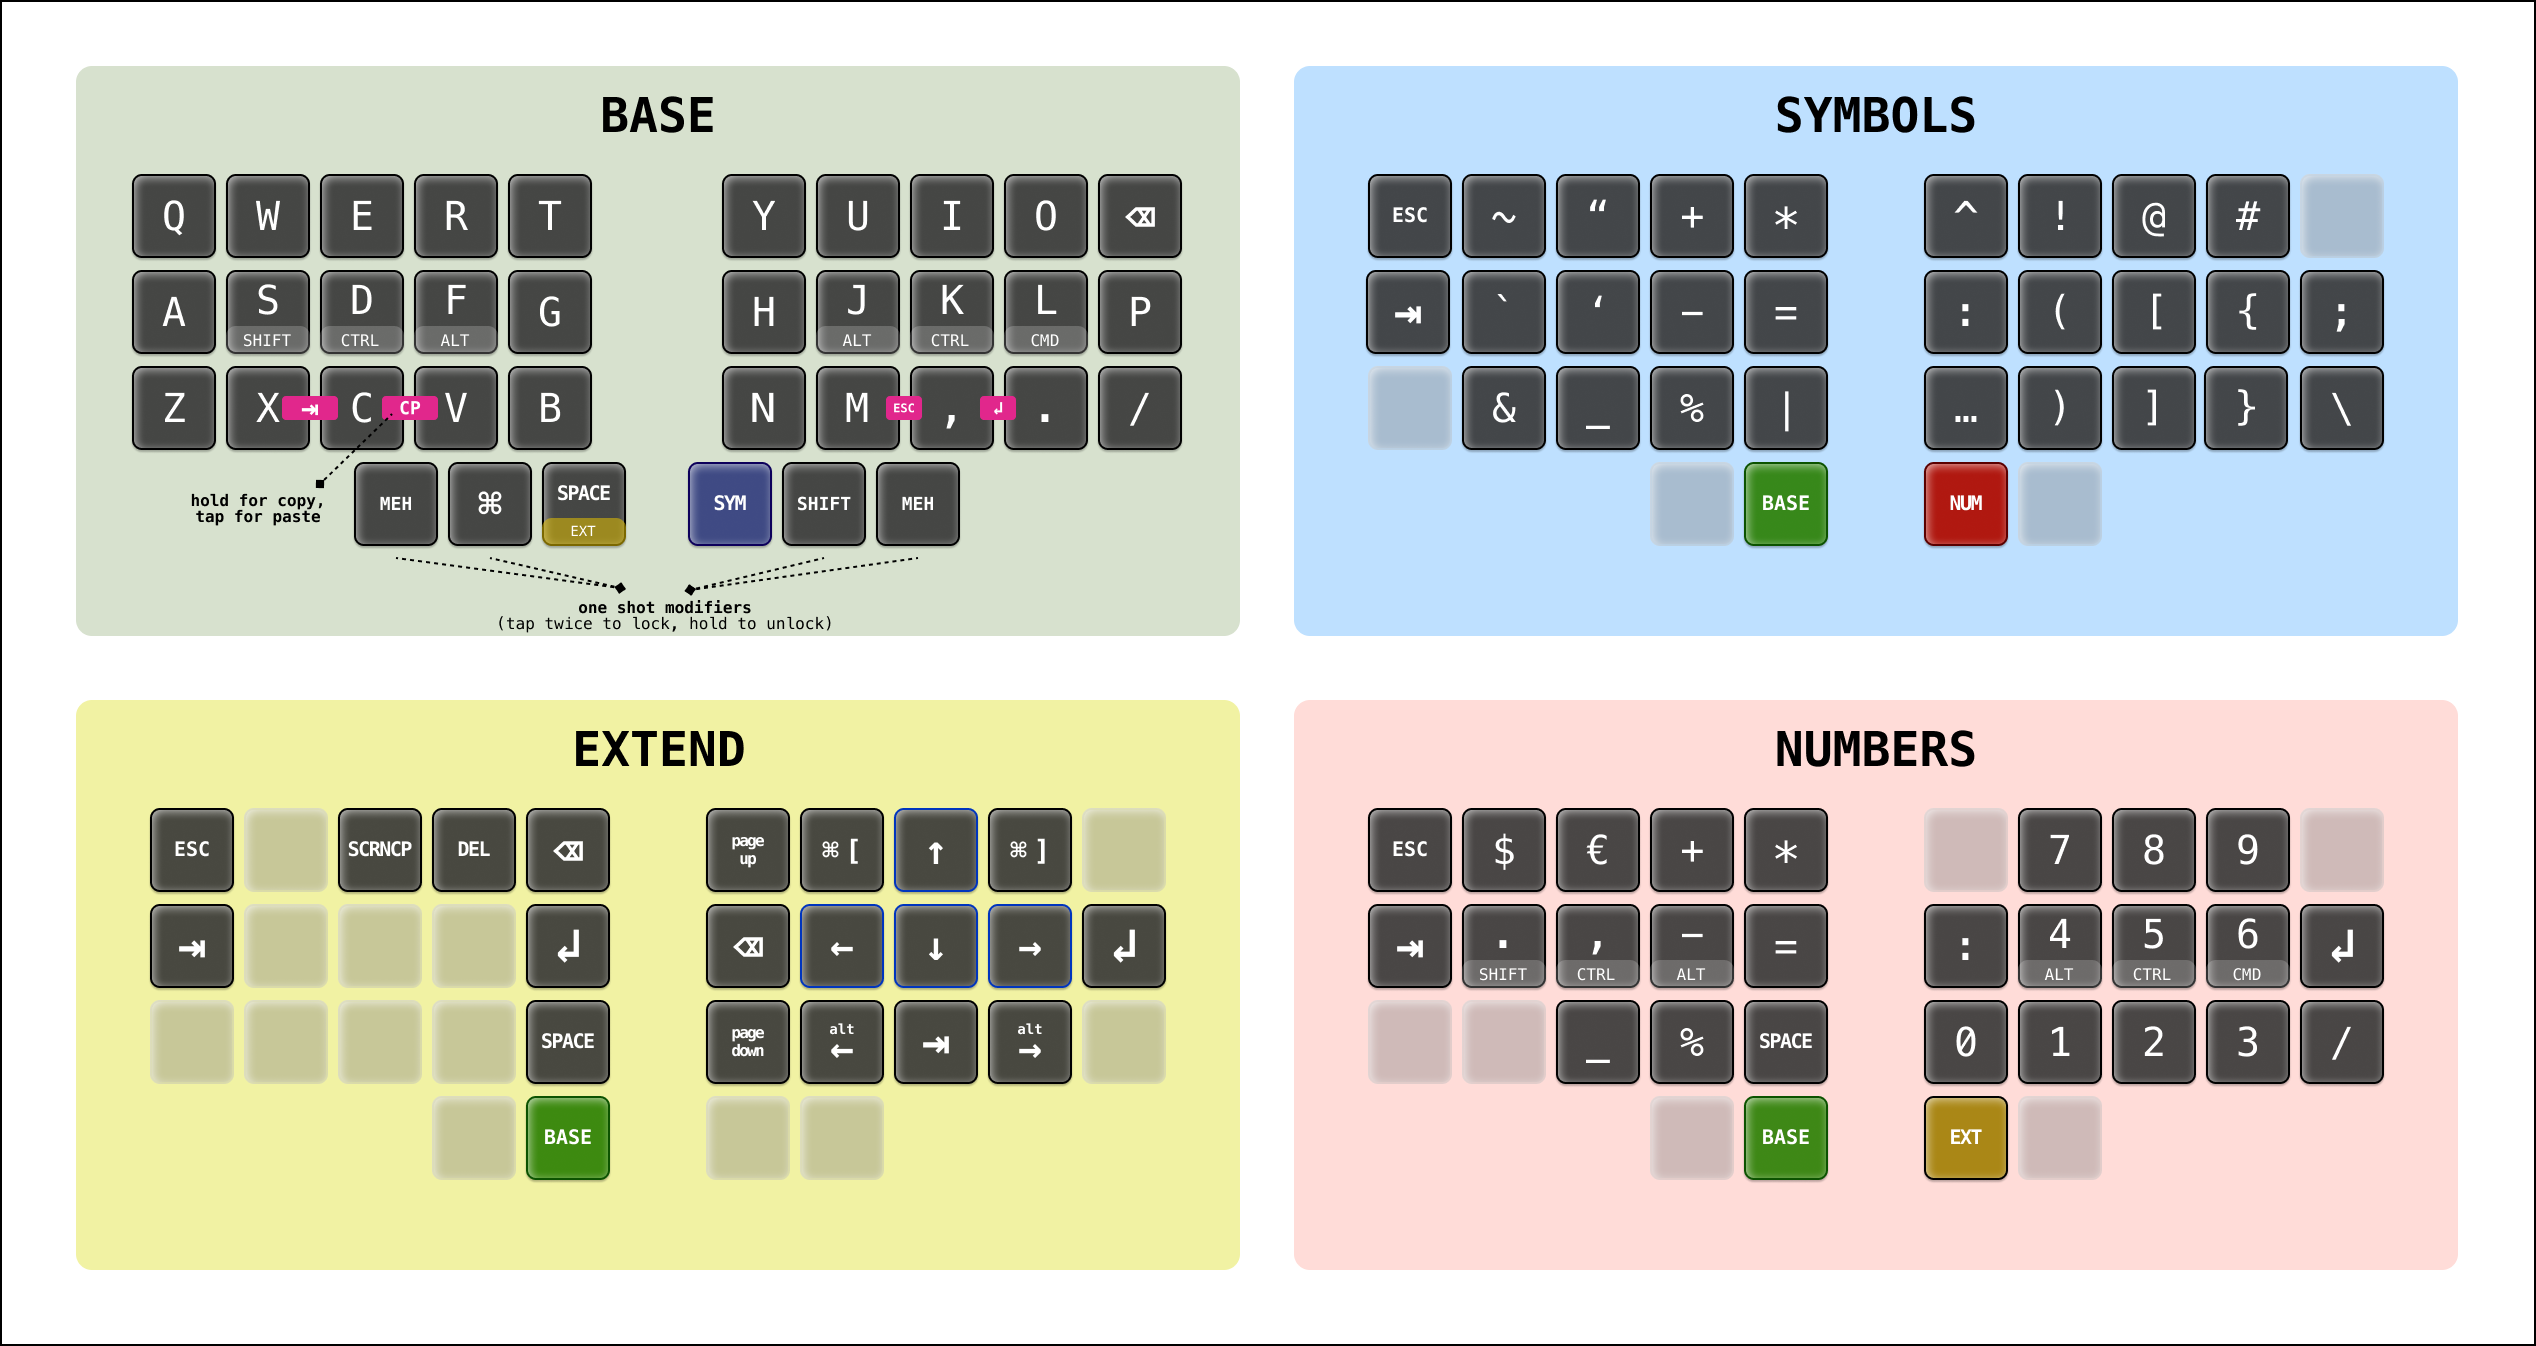 BASE
Q W E R T Y U I O ⌫
A S D F G H J K L P
SHIFT CTRL ALT ALT CTRL CMD
Z X ⇥ C CP V B N M ESC , ↲ . /
hold for copy,
tap for paste
MEH ⌘ SPACE SYM SHIFT MEH
EXT
one shot modifiers
(tap twice to lock, hold to unlock)
SYMBOLS
ESC ~ “ + * ^ ! @ #
⇥ ` ‘ − = : ( [ { ;
& _ % | … ) ] } \
BASE NUM
EXTEND
ESC SCRNCP DEL ⌫ page up ⌘ [ ↑ ⌘ ]
⇥ ↲ ⌫ ← ↓ → ↲
SPACE page down alt ← ⇥ alt →
BASE
NUMBERS
ESC $ € + * 7 8 9
⇥ . , − = : 4 5 6 ↲
SHIFT CTRL ALT ALT CTRL CMD
_ % SPACE 0 1 2 3 /
BASE EXT